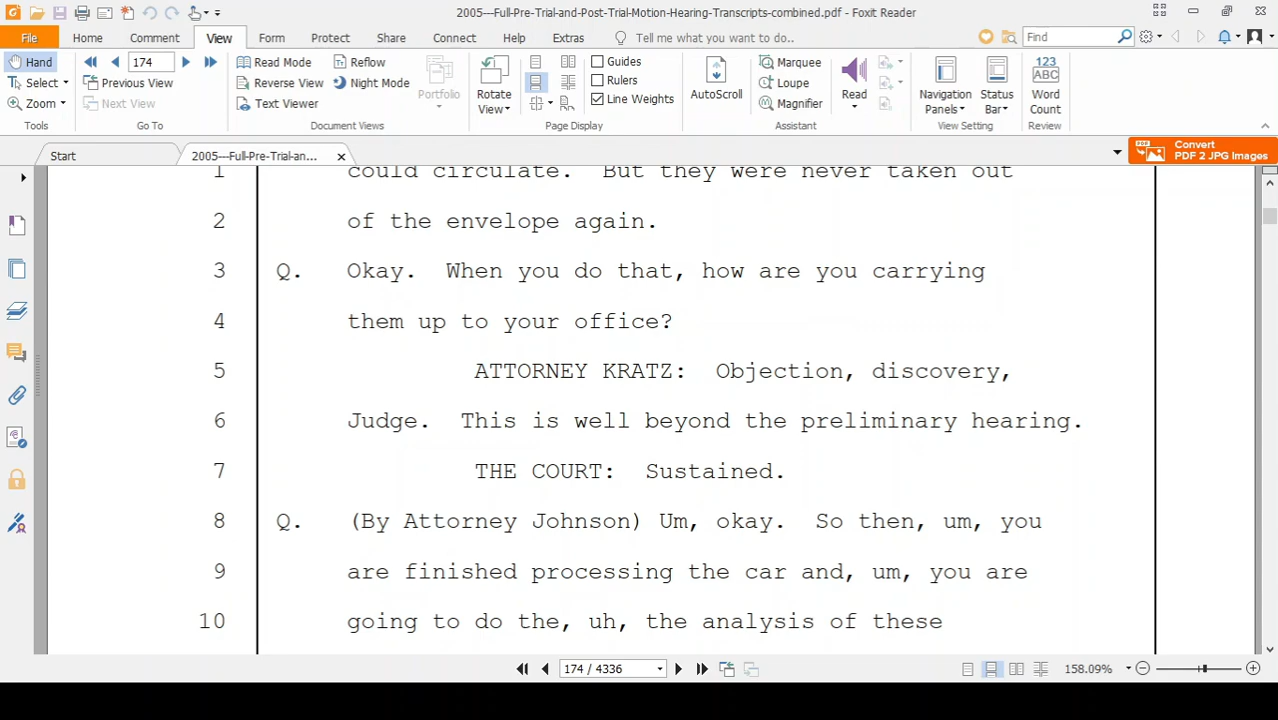 2005---Full-Pre-Trial-and-Post-Trial-Motion-Hearing-Transcripts-combined.pdf - Foxit Reader
File Home Comment View Form Protect Share Connect Help Extras Tell me what you want to do.. Find
Hand 174 Read Mode Reflow Guides Marquee
Select Previous View Reverse View Night Mode Portfolio Rotate View Rulers AutoScroll Loupe Read Navigation Panels Status Bar 123 ABC Word Count
Zoom Next View Text Viewer Line Weights Magnifier
Tools Go To Document Views Page Display Assistant View Setting Review
Start 2005---Full-Pre-Trial-an... Convert
PDF 2 JPG Images
1 could circulate. But they were never taken out
2 of the envelope again.
3 Q. Okay. When you do that, how are you carrying
4 them up to your office?
5 ATTORNEY KRATZ: Objection, discovery,
6 Judge. This is well beyond the preliminary hearing.
7 THE COURT: Sustained.
8 Q. (By Attorney Johnson) Um, okay. So then, um, you
9 are finished processing the car and, um, you are
10 going to do the, uh, the analysis of these
174 / 4336 158.09%